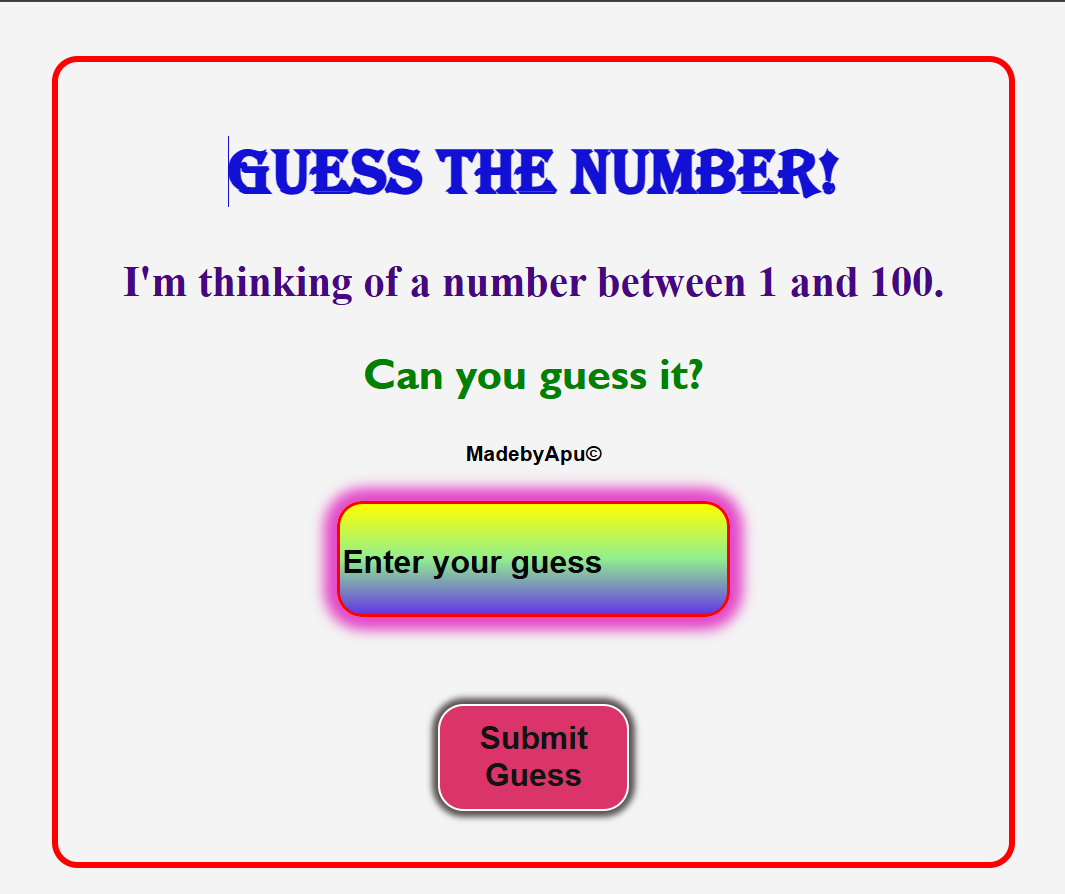 GUESS THE NUMBER!
I'm thinking of a number between 1 and 100.
Can you guess it?
MadebyApu©
Enter your guess
Submit
Guess